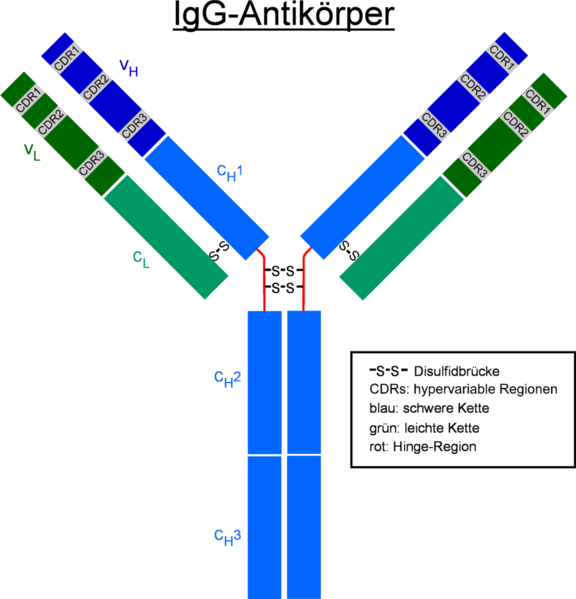 IgG-Antikörper
CDR1
CDR2
CDR3
VH
CDR1
CDR2
CDR3
VL
CDR1
CDR2
CDR3
CDR1
CDR2
CDR3
CH1
CL
S-S
S-S
-S-S-
-S-S-
CH2
CH3
-S-S- Disulfidbrücke
CDRs: hypervariable Regionen
blau: schwere Kette
grün: leichte Kette
rot: Hinge-Region